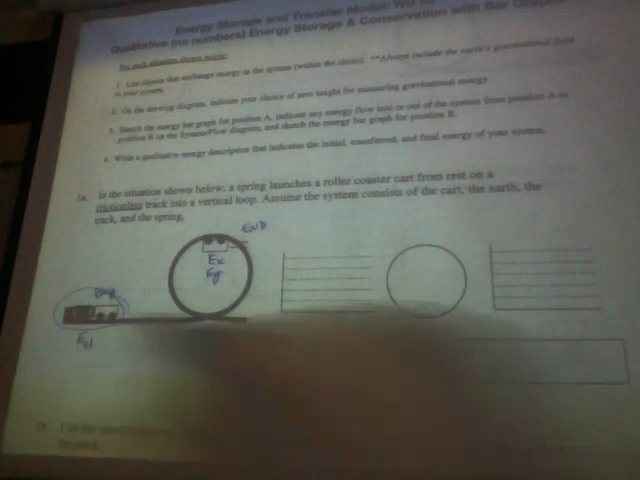 Energy Storage and Transfer Model: WS
Qualitative (no numbers) Energy Storage & Conservation with Bar Graphs
For each situation shown below:
1. List objects that exchange energy as the system (within the circle). **Always include the earth's gravitational field
in your system.
2. On the drawing diagram, indicate your choice of zero height for measuring gravitational energy
3. Sketch the energy bar graph for position A, indicate any energy flow into or out of the system from position A to
position B on the System/Flow diagram, and sketch the energy bar graph for position B.
4. Write a qualitative energy description that indicates the initial, transferred, and final energy of your system.
1a. In the situation shown below, a spring launches a roller coaster cart from rest on a
frictionless track into a vertical loop. Assume the system consists of the cart, the earth, the
track, and the spring.
END
Ek
Eg
Eel